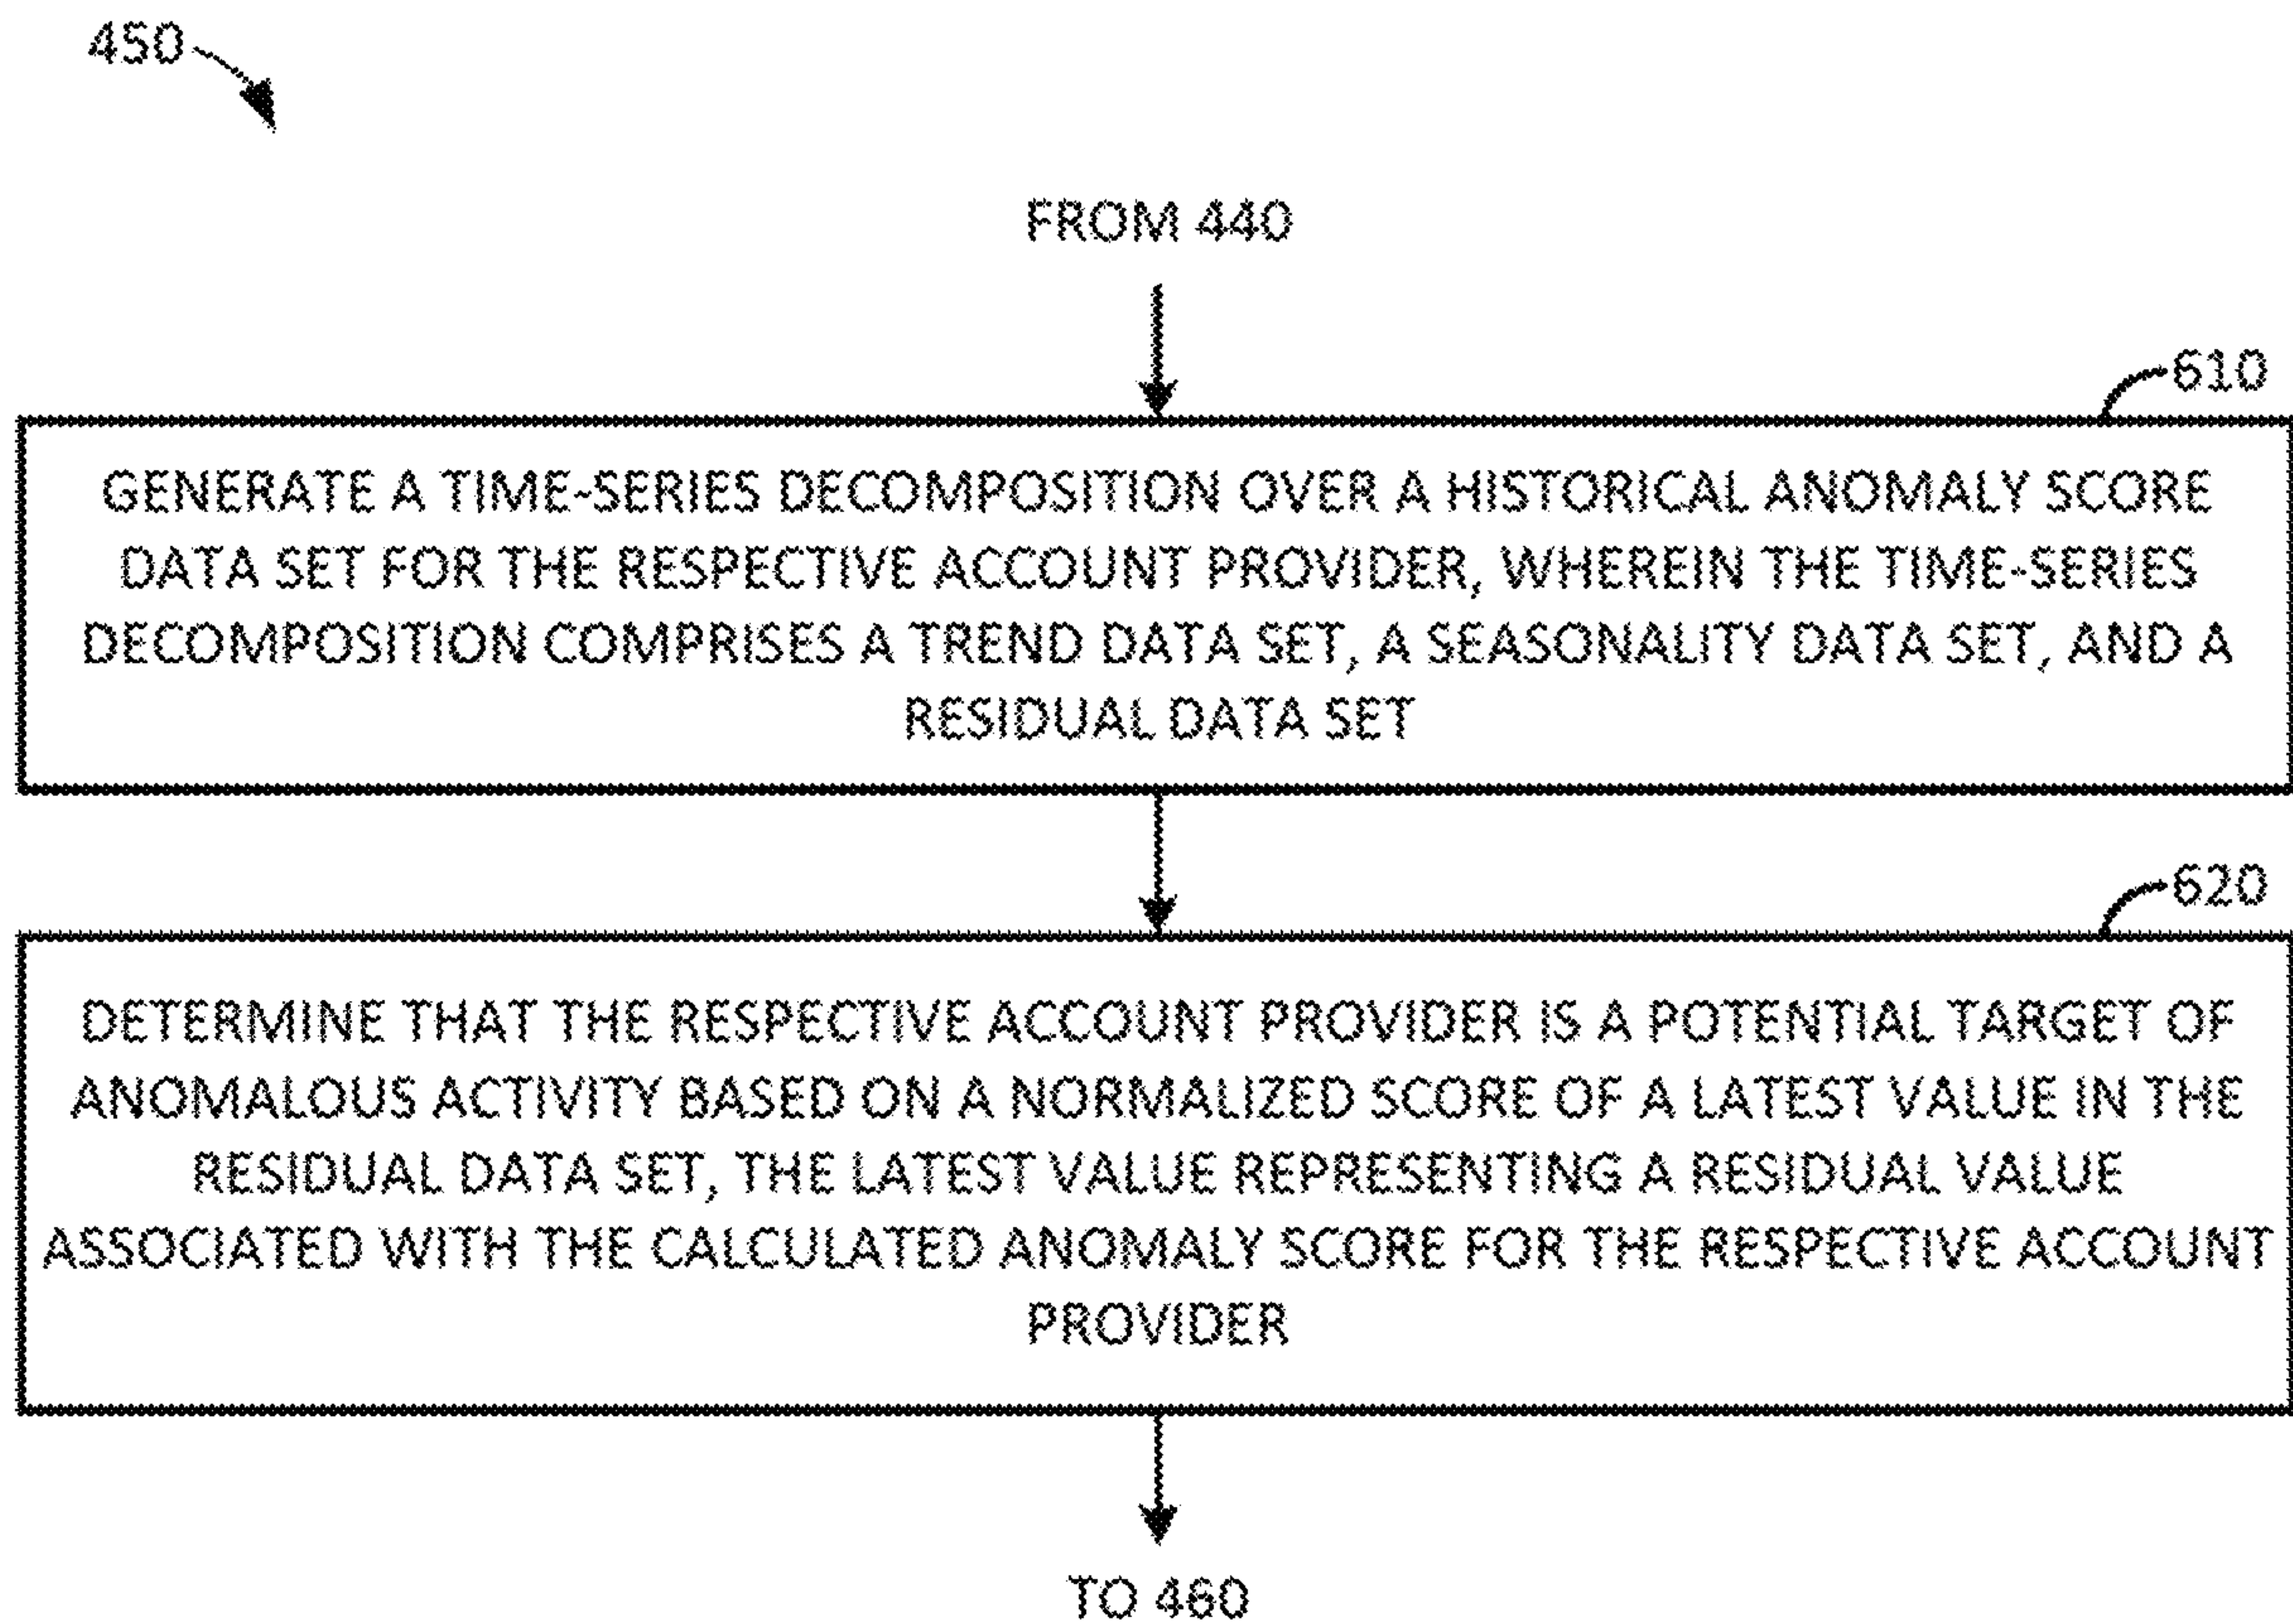 450
FROM 440
610
GENERATE A TIME-SERIES DECOMPOSITION OVER A HISTORICAL ANOMALY SCORE
DATA SET FOR THE RESPECTIVE ACCOUNT PROVIDER, WHEREIN THE TIME-SERIES
DECOMPOSITION COMPRISES A TREND DATA SET, A SEASONALITY DATA SET, AND A
RESIDUAL DATA SET
620
DETERMINE THAT THE RESPECTIVE ACCOUNT PROVIDER IS A POTENTIAL TARGET OF
ANOMALOUS ACTIVITY BASED ON A NORMALIZED SCORE OF A LATEST VALUE IN THE
RESIDUAL DATA SET, THE LATEST VALUE REPRESENTING A RESIDUAL VALUE
ASSOCIATED WITH THE CALCULATED ANOMALY SCORE FOR THE RESPECTIVE ACCOUNT
PROVIDER
TO 460